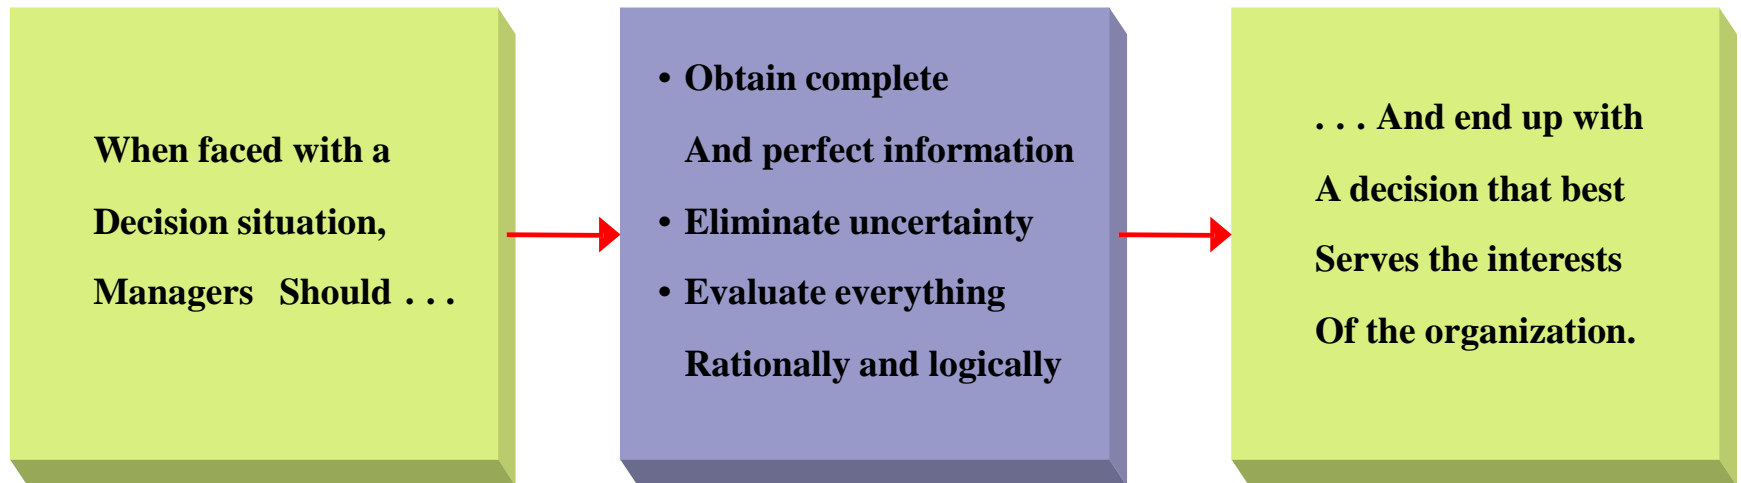 When faced with a
Decision situation,
Managers Should . . .
• Obtain complete
And perfect information
• Eliminate uncertainty
• Evaluate everything
Rationally and logically
. . . And end up with
A decision that best
Serves the interests
Of the organization.